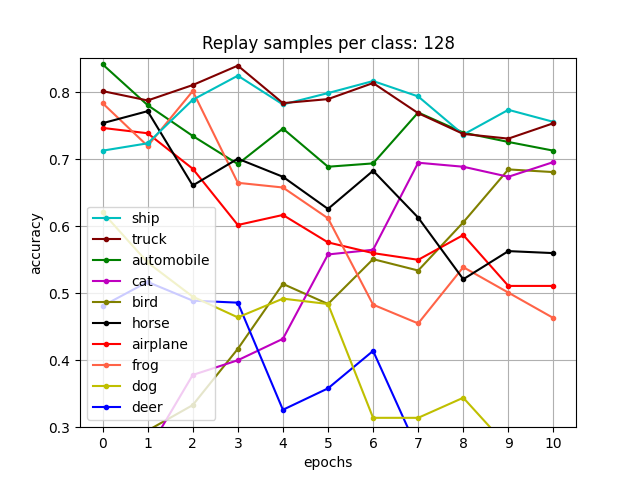 Replay samples per class: 128
accuracy
0.8
0.7
0.6
0.5
0.4
0.3
ship
truck
automobile
cat
bird
horse
airplane
frog
dog
deer
0 1 2 3 4 5 6 7 8 9 10
epochs